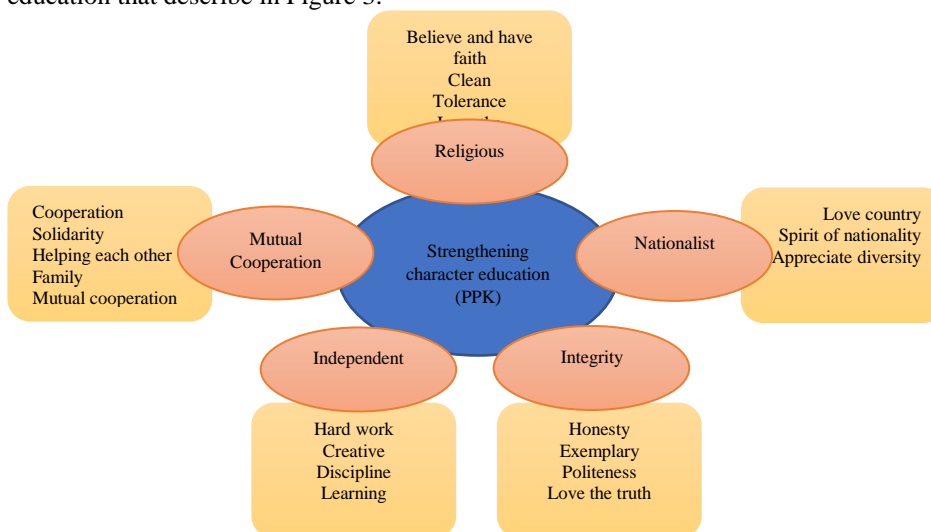 education that describe in Figure 3.
Believe and have
faith
Clean
Tolerance
Religious
Cooperation
Solidarity
Helping each other
Family
Mutual cooperation
Mutual
Cooperation
Strengthening
character education
(PPK)
Nationalist
Love country
Spirit of nationality
Appreciate diversity
Independent
Integrity
Hard work
Creative
Discipline
Learning
Honesty
Exemplary
Politeness
Love the truth